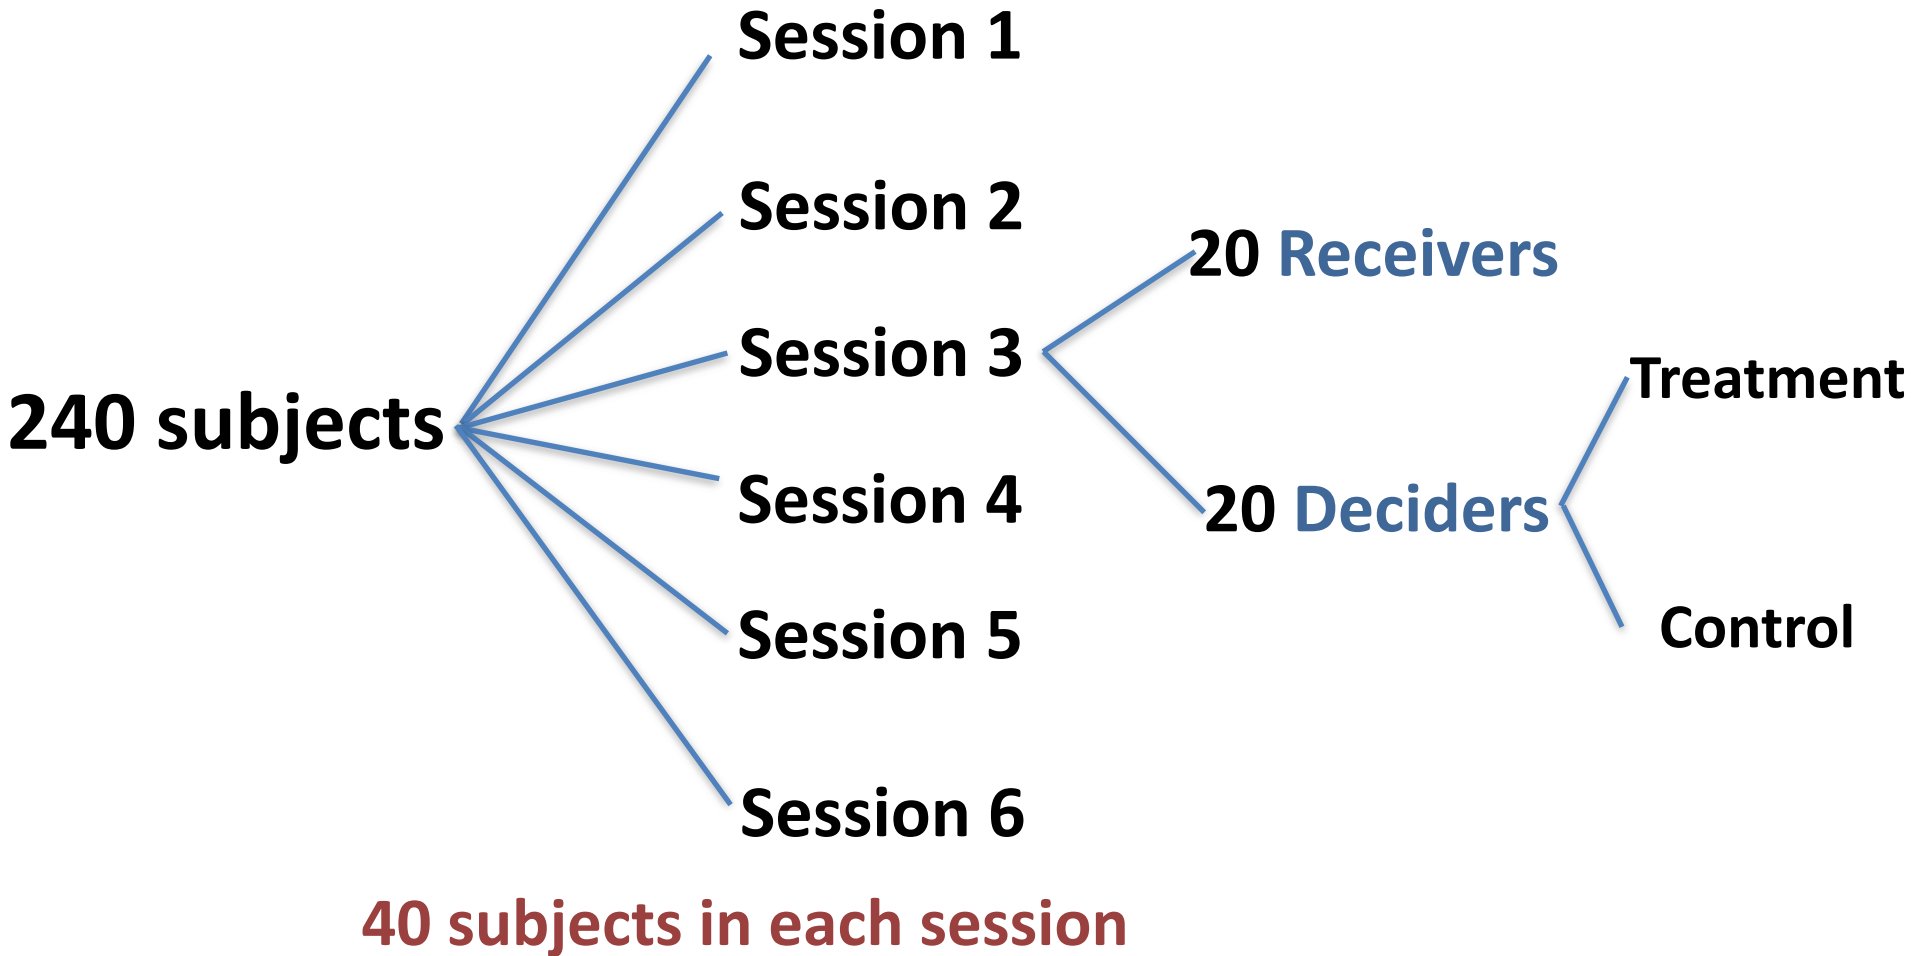 240 subjects
Session 1
Session 2
Session 3
Session 4
Session 5
Session 6
20 Receivers
20 Deciders
Treatment
Control
40 subjects in each session